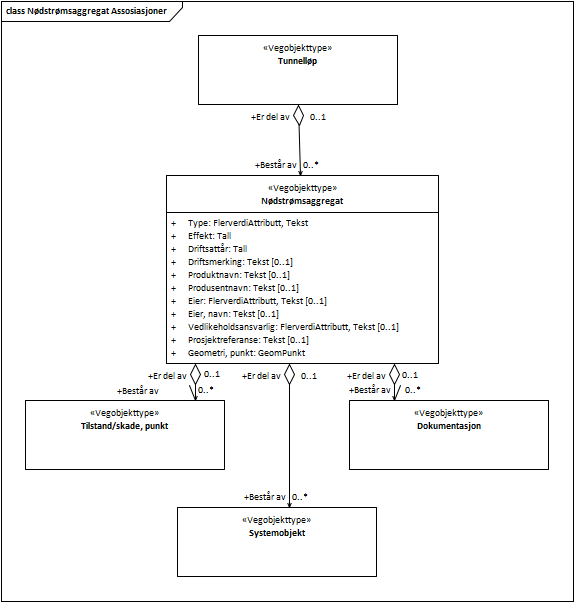 class Nødstrømsaggregat Assosiasjoner
«Vegobjekttype»
Tunnelløp
+Er del av 0..1
+Består av 0..*
«Vegobjekttype»
Nødstrømsaggregat
+ Type: FlerverdiAttributt, Tekst
+ Effekt: Tall
+ Driftsattår: Tall
+ Driftsmerking: Tekst [0..1]
+ Produktnavn: Tekst [0..1]
+ Produsentnavn: Tekst [0..1]
+ Eier: FlerverdiAttributt, Tekst [0..1]
+ Eier, navn: Tekst [0..1]
+ Vedlikeholdsansvarlig: FlerverdiAttributt, Tekst [0..1]
+ Prosjektreferanse: Tekst [0..1]
+ Geometri, punkt: GeomPunkt
+Er del av 0..1 +Er del av 0..1 +Er del av 0..1
+Består av 0..* +Består av 0..*
«Vegobjekttype»
Tilstand/skade, punkt
«Vegobjekttype»
Dokumentasjon
+Består av 0..*
«Vegobjekttype»
Systemobjekt